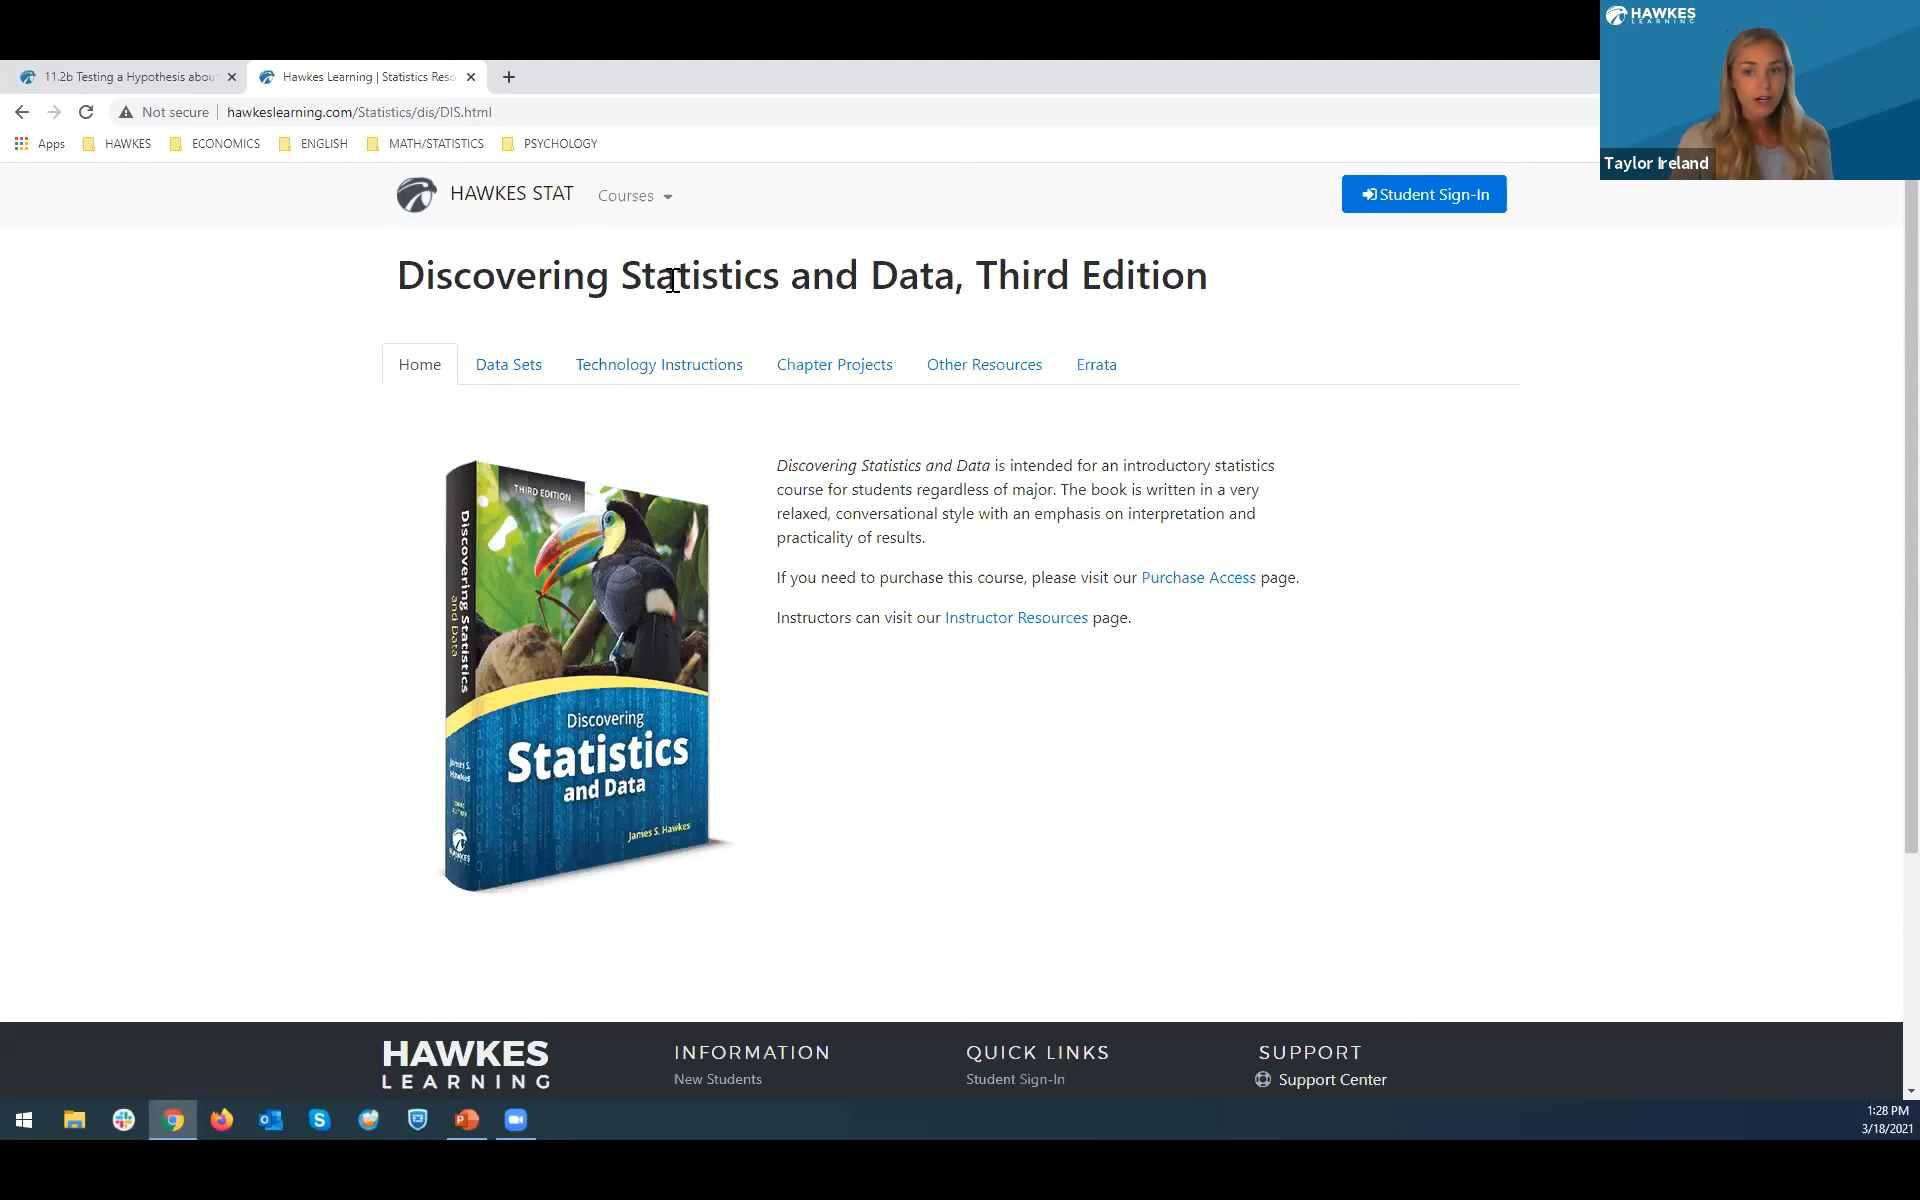 HAWKES
LEARNING
Taylor Ireland
11.2b Testing a Hypothesis abou
Hawkes Learning | Statistics Reso
Not secure
hawkeslearning.com/Statistics/dis/DIS.html
Apps
HAWKES
ECONOMICS
ENGLISH
MATH/STATISTICS
PSYCHOLOGY
HAWKES STAT
Courses
Student Sign-In
Discovering Statistics and Data, Third Edition
Home
Data Sets
Technology Instructions
Chapter Projects
Other Resources
Errata
THIRD EDITION
Discovering Statistics
and Data
James S.
Hawkes
THIRD
EDITION
HAWKES
Discovering
Statistics
and Data
James S. Hawkes
Discovering Statistics and Data is intended for an introductory statistics
course for students regardless of major. The book is written in a very
relaxed, conversational style with an emphasis on interpretation and
practicality of results.
If you need to purchase this course, please visit our Purchase Access page.
Instructors can visit our Instructor Resources page.
HAWKES
LEARNING
INFORMATION
New Students
QUICK LINKS
Student Sign-In
SUPPORT
Support Center
1:28 PM
3/18/2021